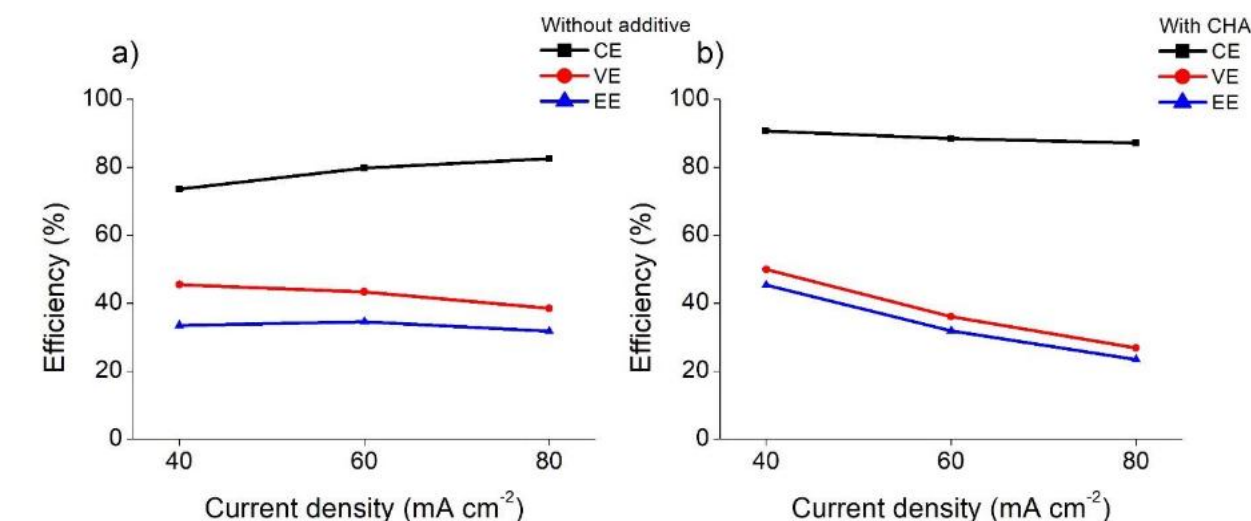 Without additive
a)
CE
VE
EE
100
80
60
40
20
0
Efficiency (%)
40 60 80
Current density (mA cm⁻²)
With CHA
b)
CE
VE
EE
100
80
60
40
20
0
Efficiency (%)
40 60 80
Current density (mA cm⁻²)